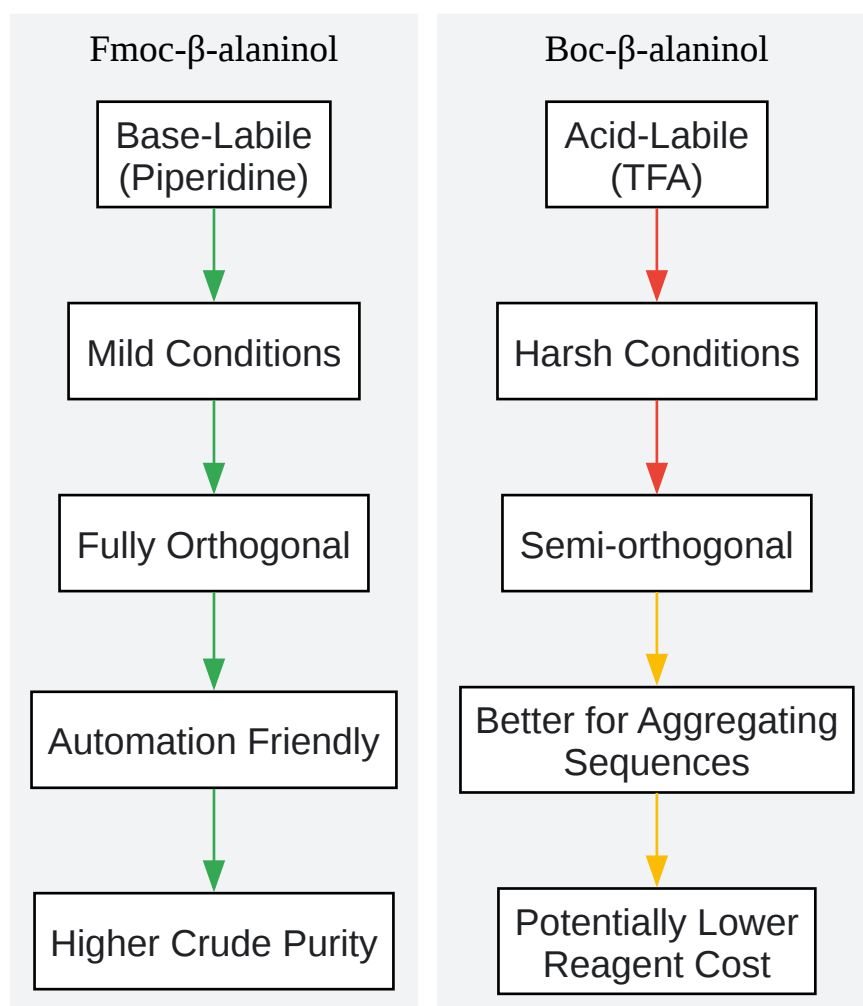 Fmoc-β-alaninol
Base-Labile
(Piperidine)
Mild Conditions
Fully Orthogonal
Automation Friendly
Higher Crude Purity
Boc-β-alaninol
Acid-Labile
(TFA)
Harsh Conditions
Semi-orthogonal
Better for Aggregating
Sequences
Potentially Lower
Reagent Cost